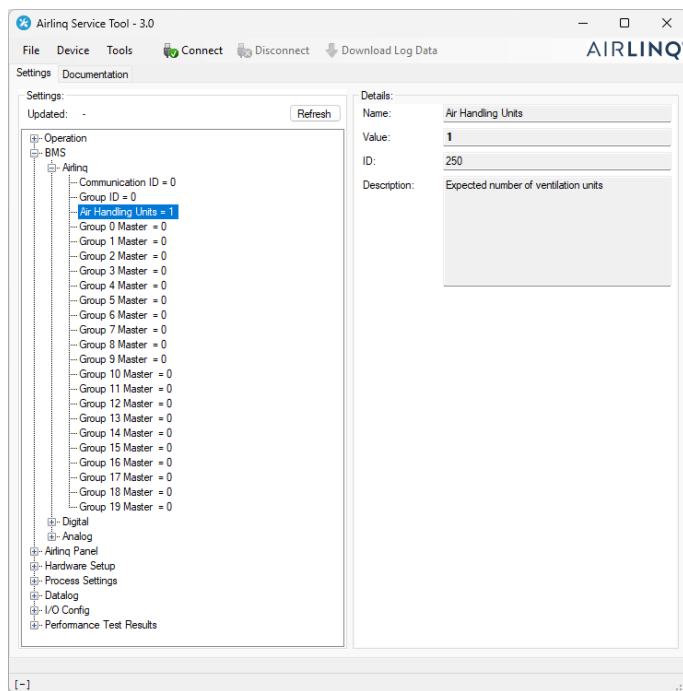 Airlinq Service Tool - 3.0
File Device Tools Connect Disconnect Download Log Data AIRLINQ
Settings Documentation
Settings:
Updated: - Refresh
Operation
BMS
Airlinq
Communication ID = 0
Group ID = 0
Air Handling Units = 1
Group 0 Master = 0
Group 1 Master = 0
Group 2 Master = 0
Group 3 Master = 0
Group 4 Master = 0
Group 5 Master = 0
Group 6 Master = 0
Group 7 Master = 0
Group 8 Master = 0
Group 9 Master = 0
Group 10 Master = 0
Group 11 Master = 0
Group 12 Master = 0
Group 13 Master = 0
Group 14 Master = 0
Group 15 Master = 0
Group 16 Master = 0
Group 17 Master = 0
Group 18 Master = 0
Group 19 Master = 0
Digital
Analog
Airlinq Panel
Hardware Setup
Process Settings
Datalog
I/O Config
Performance Test Results
Details:
Name: Air Handling Units
Value: 1
ID: 250
Description: Expected number of ventilation units
[-]